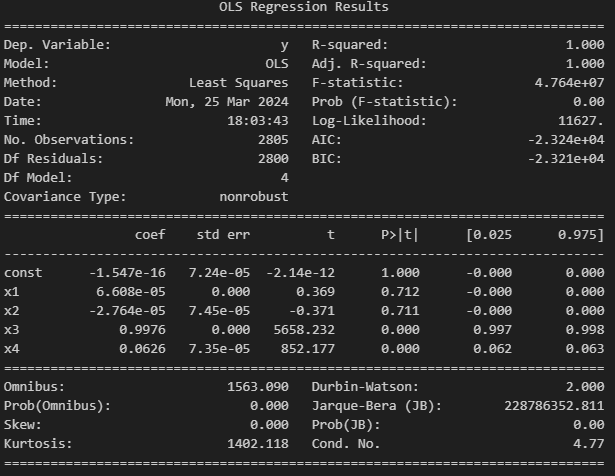 OLS Regression Results
==============================================================================
Dep. Variable:                      y   R-squared:                       1.000
Model:                            OLS   Adj. R-squared:                  1.000
Method:                 Least Squares   F-statistic:                 4.764e+07
Date:                Mon, 25 Mar 2024   Prob (F-statistic):               0.00
Time:                        18:03:43   Log-Likelihood:                 11627.
No. Observations:                2805   AIC:                        -2.324e+04
Df Residuals:                    2800   BIC:                        -2.321e+04
Df Model:                           4
Covariance Type:            nonrobust
==============================================================================
                 coef    std err          t      P>|t|      [0.025      0.975]
------------------------------------------------------------------------------
const      -1.547e-16   7.24e-05  -2.14e-12      1.000      -0.000       0.000
x1          6.608e-05      0.000      0.369      0.712      -0.000       0.000
x2         -2.764e-05   7.45e-05     -0.371      0.711      -0.000       0.000
x3             0.9976      0.000   5658.232      0.000       0.997       0.998
x4             0.0626   7.35e-05    852.177      0.000       0.062       0.063
==============================================================================
Omnibus:                     1563.090   Durbin-Watson:                   2.000
Prob(Omnibus):                  0.000   Jarque-Bera (JB):        228786352.811
Skew:                           0.000   Prob(JB):                         0.00
Kurtosis:                    1402.118   Cond. No.                         4.77
==============================================================================